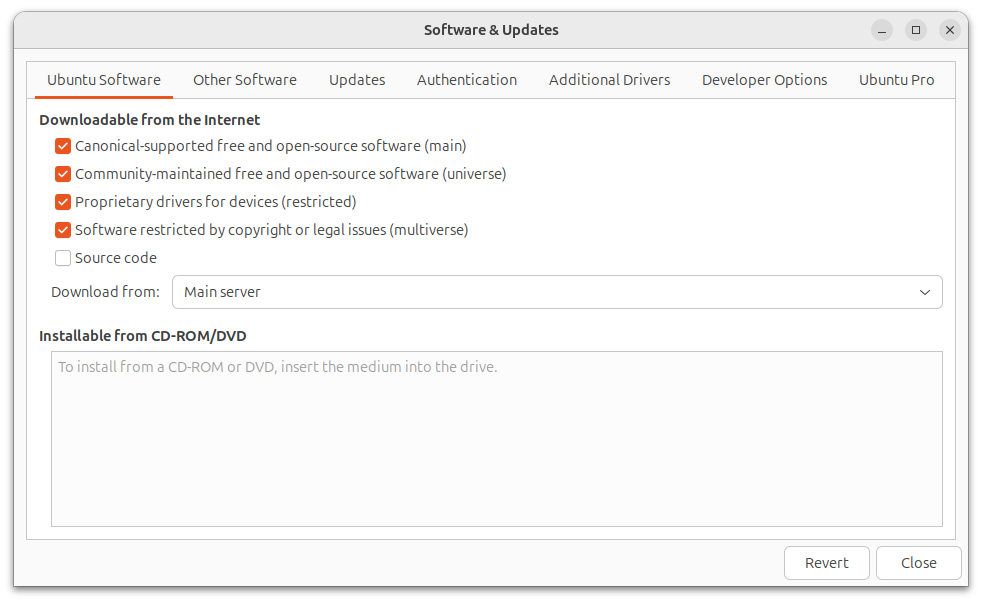 Software & Updates
Ubuntu Software Other Software Updates Authentication Additional Drivers Developer Options Ubuntu Pro
Downloadable from the Internet
Canonical-supported free and open-source software (main)
Community-maintained free and open-source software (universe)
Proprietary drivers for devices (restricted)
Software restricted by copyright or legal issues (multiverse)
Source code
Download from: Main server
Installable from CD-ROM/DVD
To install from a CD-ROM or DVD, insert the medium into the drive.
Revert Close